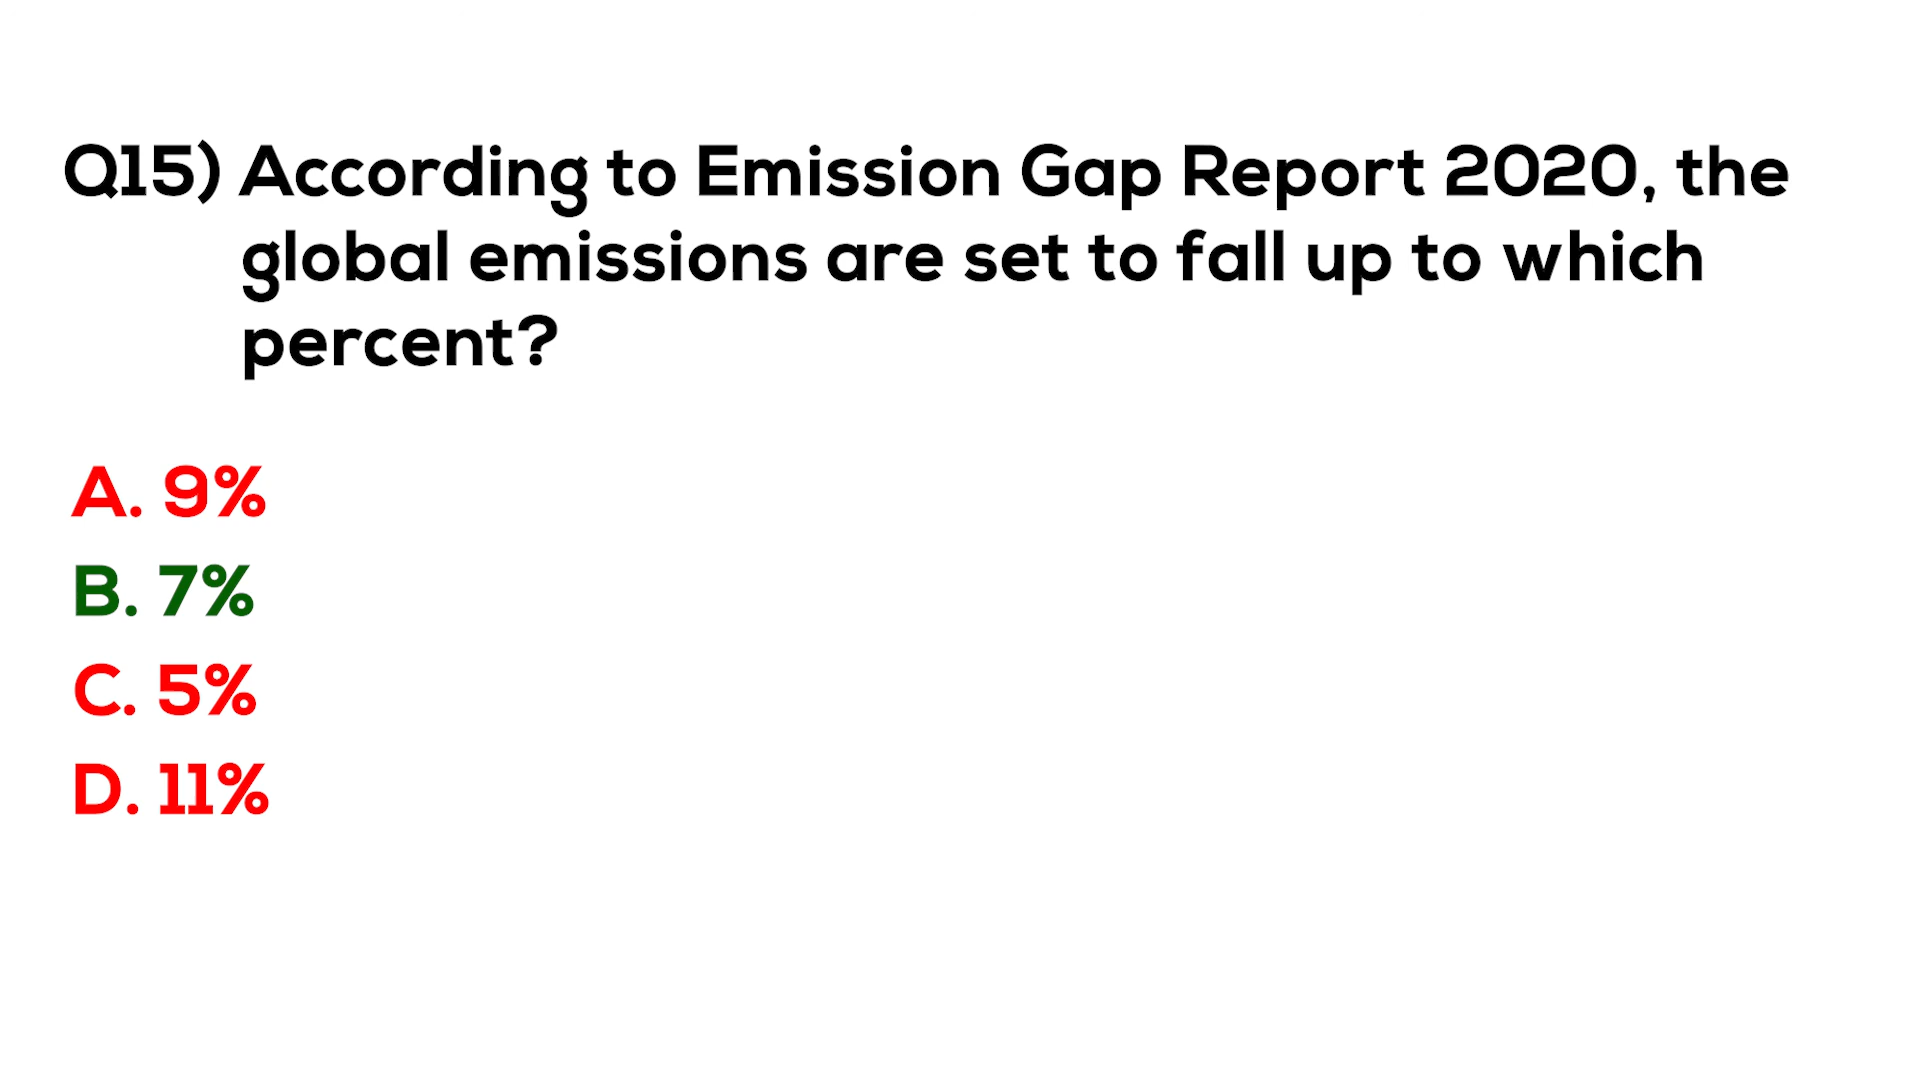 Q15) According to Emission Gap Report 2020, the
global emissions are set to fall up to which
percent?
A. 9%
B. 7%
C. 5%
D. 11%